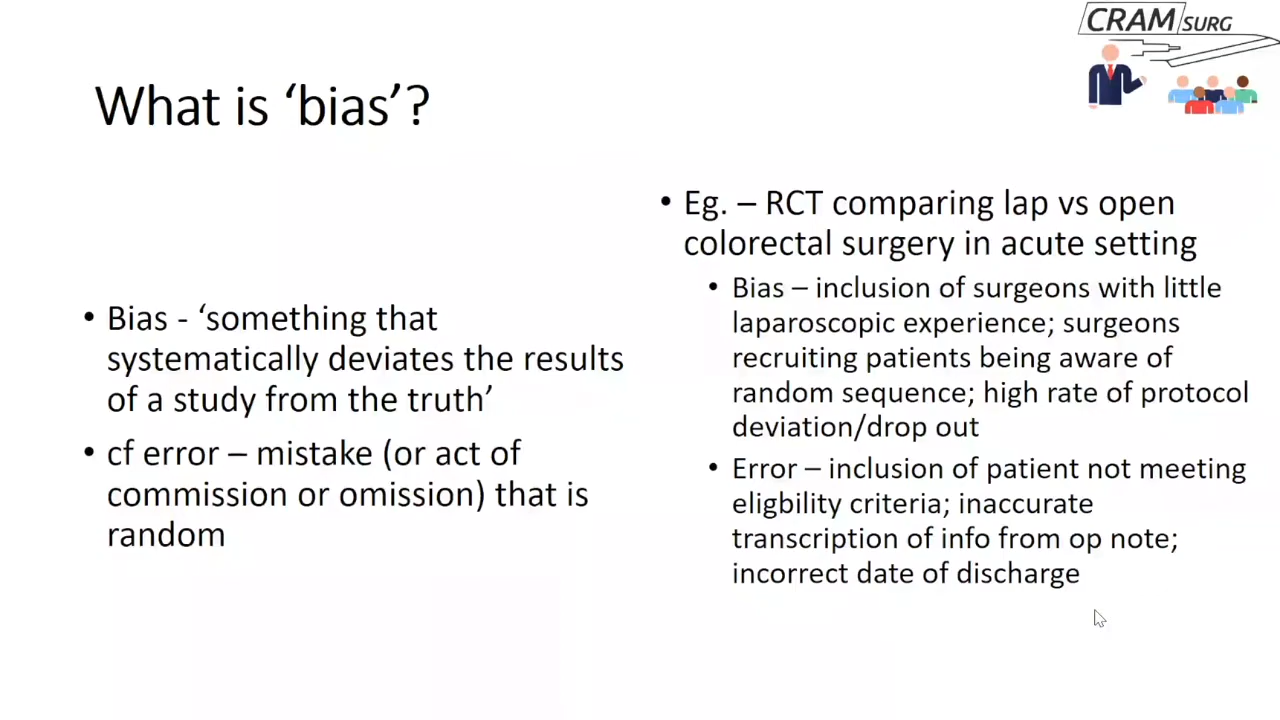 CRAM SURG
What is ‘bias’?
• Bias - ‘something that
systematically deviates the results
of a study from the truth’
• cf error – mistake (or act of
commission or omission) that is
random
• Eg. – RCT comparing lap vs open
colorectal surgery in acute setting
• Bias – inclusion of surgeons with little
laparoscopic experience; surgeons
recruiting patients being aware of
random sequence; high rate of protocol
deviation/drop out
• Error – inclusion of patient not meeting
eligbility criteria; inaccurate
transcription of info from op note;
incorrect date of discharge